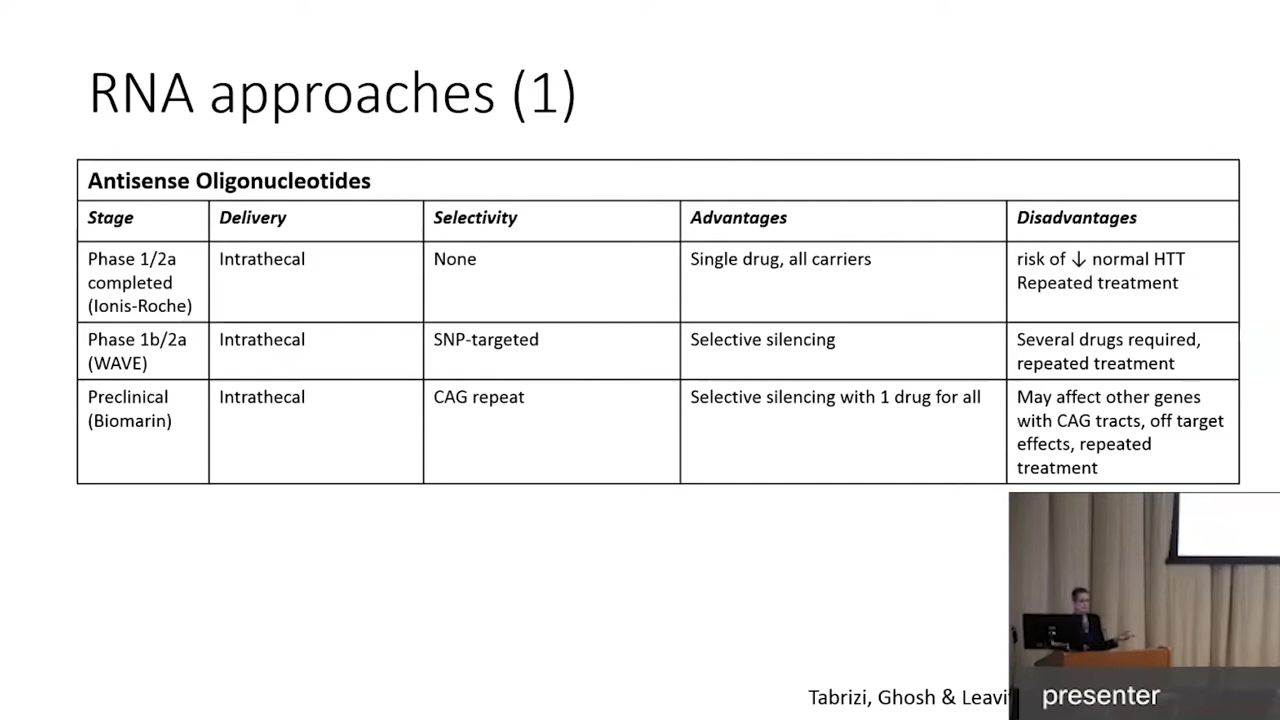 RNA approaches (1)
Antisense Oligonucleotides
Stage Delivery Selectivity Advantages Disadvantages
Phase 1/2a completed (Ionis-Roche) Intrathecal None Single drug, all carriers risk of ↓ normal HTT Repeated treatment
Phase 1b/2a (WAVE) Intrathecal SNP-targeted Selective silencing Several drugs required, repeated treatment
Preclinical (Biomarin) Intrathecal CAG repeat Selective silencing with 1 drug for all May affect other genes with CAG tracts, off target effects, repeated treatment
Tabrizi, Ghosh &
presenter